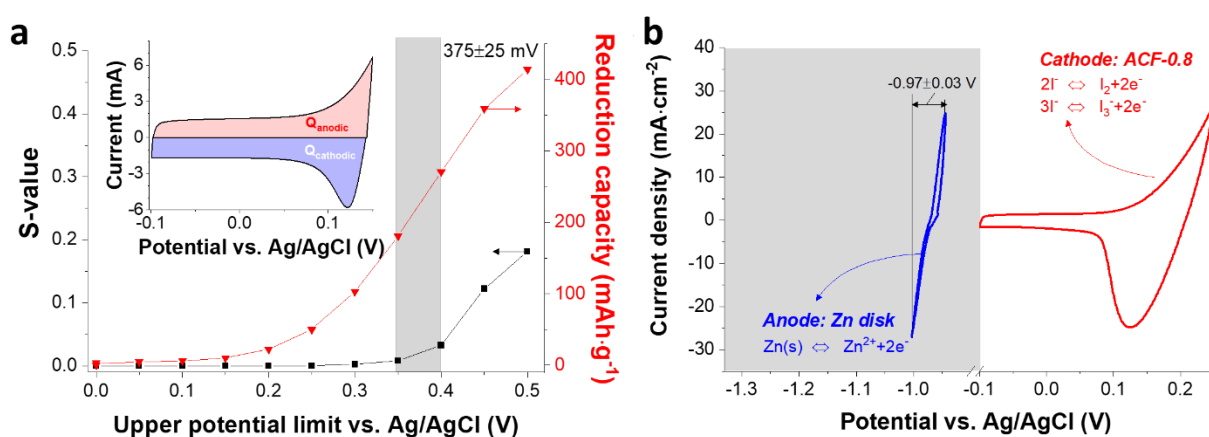 a
S-value
0.5
0.4
0.3
0.2
0.1
0.0
0.0 0.1 0.2 0.3 0.4 0.5
Upper potential limit vs. Ag/AgCl (V)
375±25 mV
400
300
200
100
0
Reduction capacity (mAh·g⁻¹)
Current (mA)
6
3
0
-3
-6
Q_anodic
Q_cathodic
-0.1 0.0 0.1
Potential vs. Ag/AgCl (V)
b
Current density (mA·cm⁻²)
40
30
20
10
0
-10
-20
-30
-0.97±0.03 V
Cathode: ACF-0.8
2I⁻ ⇔ I₂+2e⁻
3I⁻ ⇔ I₃⁻+2e⁻
Anode: Zn disk
Zn(s) ⇔ Zn²⁺+2e⁻
-1.3 -1.2 -1.1 -1.0 -0.1 0.0 0.1 0.2
Potential vs. Ag/AgCl (V)